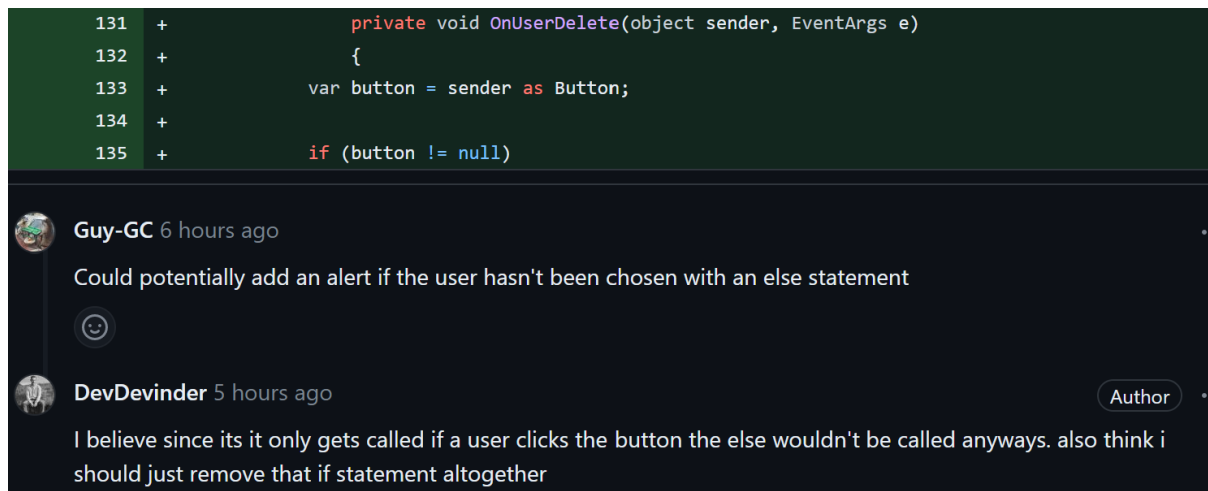 131 + private void OnUserDelete(object sender, EventArgs e)
132 + {
133 + var button = sender as Button;
134 +
135 + if (button != null)
Guy-GC 6 hours ago
Could potentially add an alert if the user hasn't been chosen with an else statement
DevDevinder 5 hours ago
Author
I believe since its it only gets called if a user clicks the button the else wouldn't be called anyways. also think i
should just remove that if statement altogether